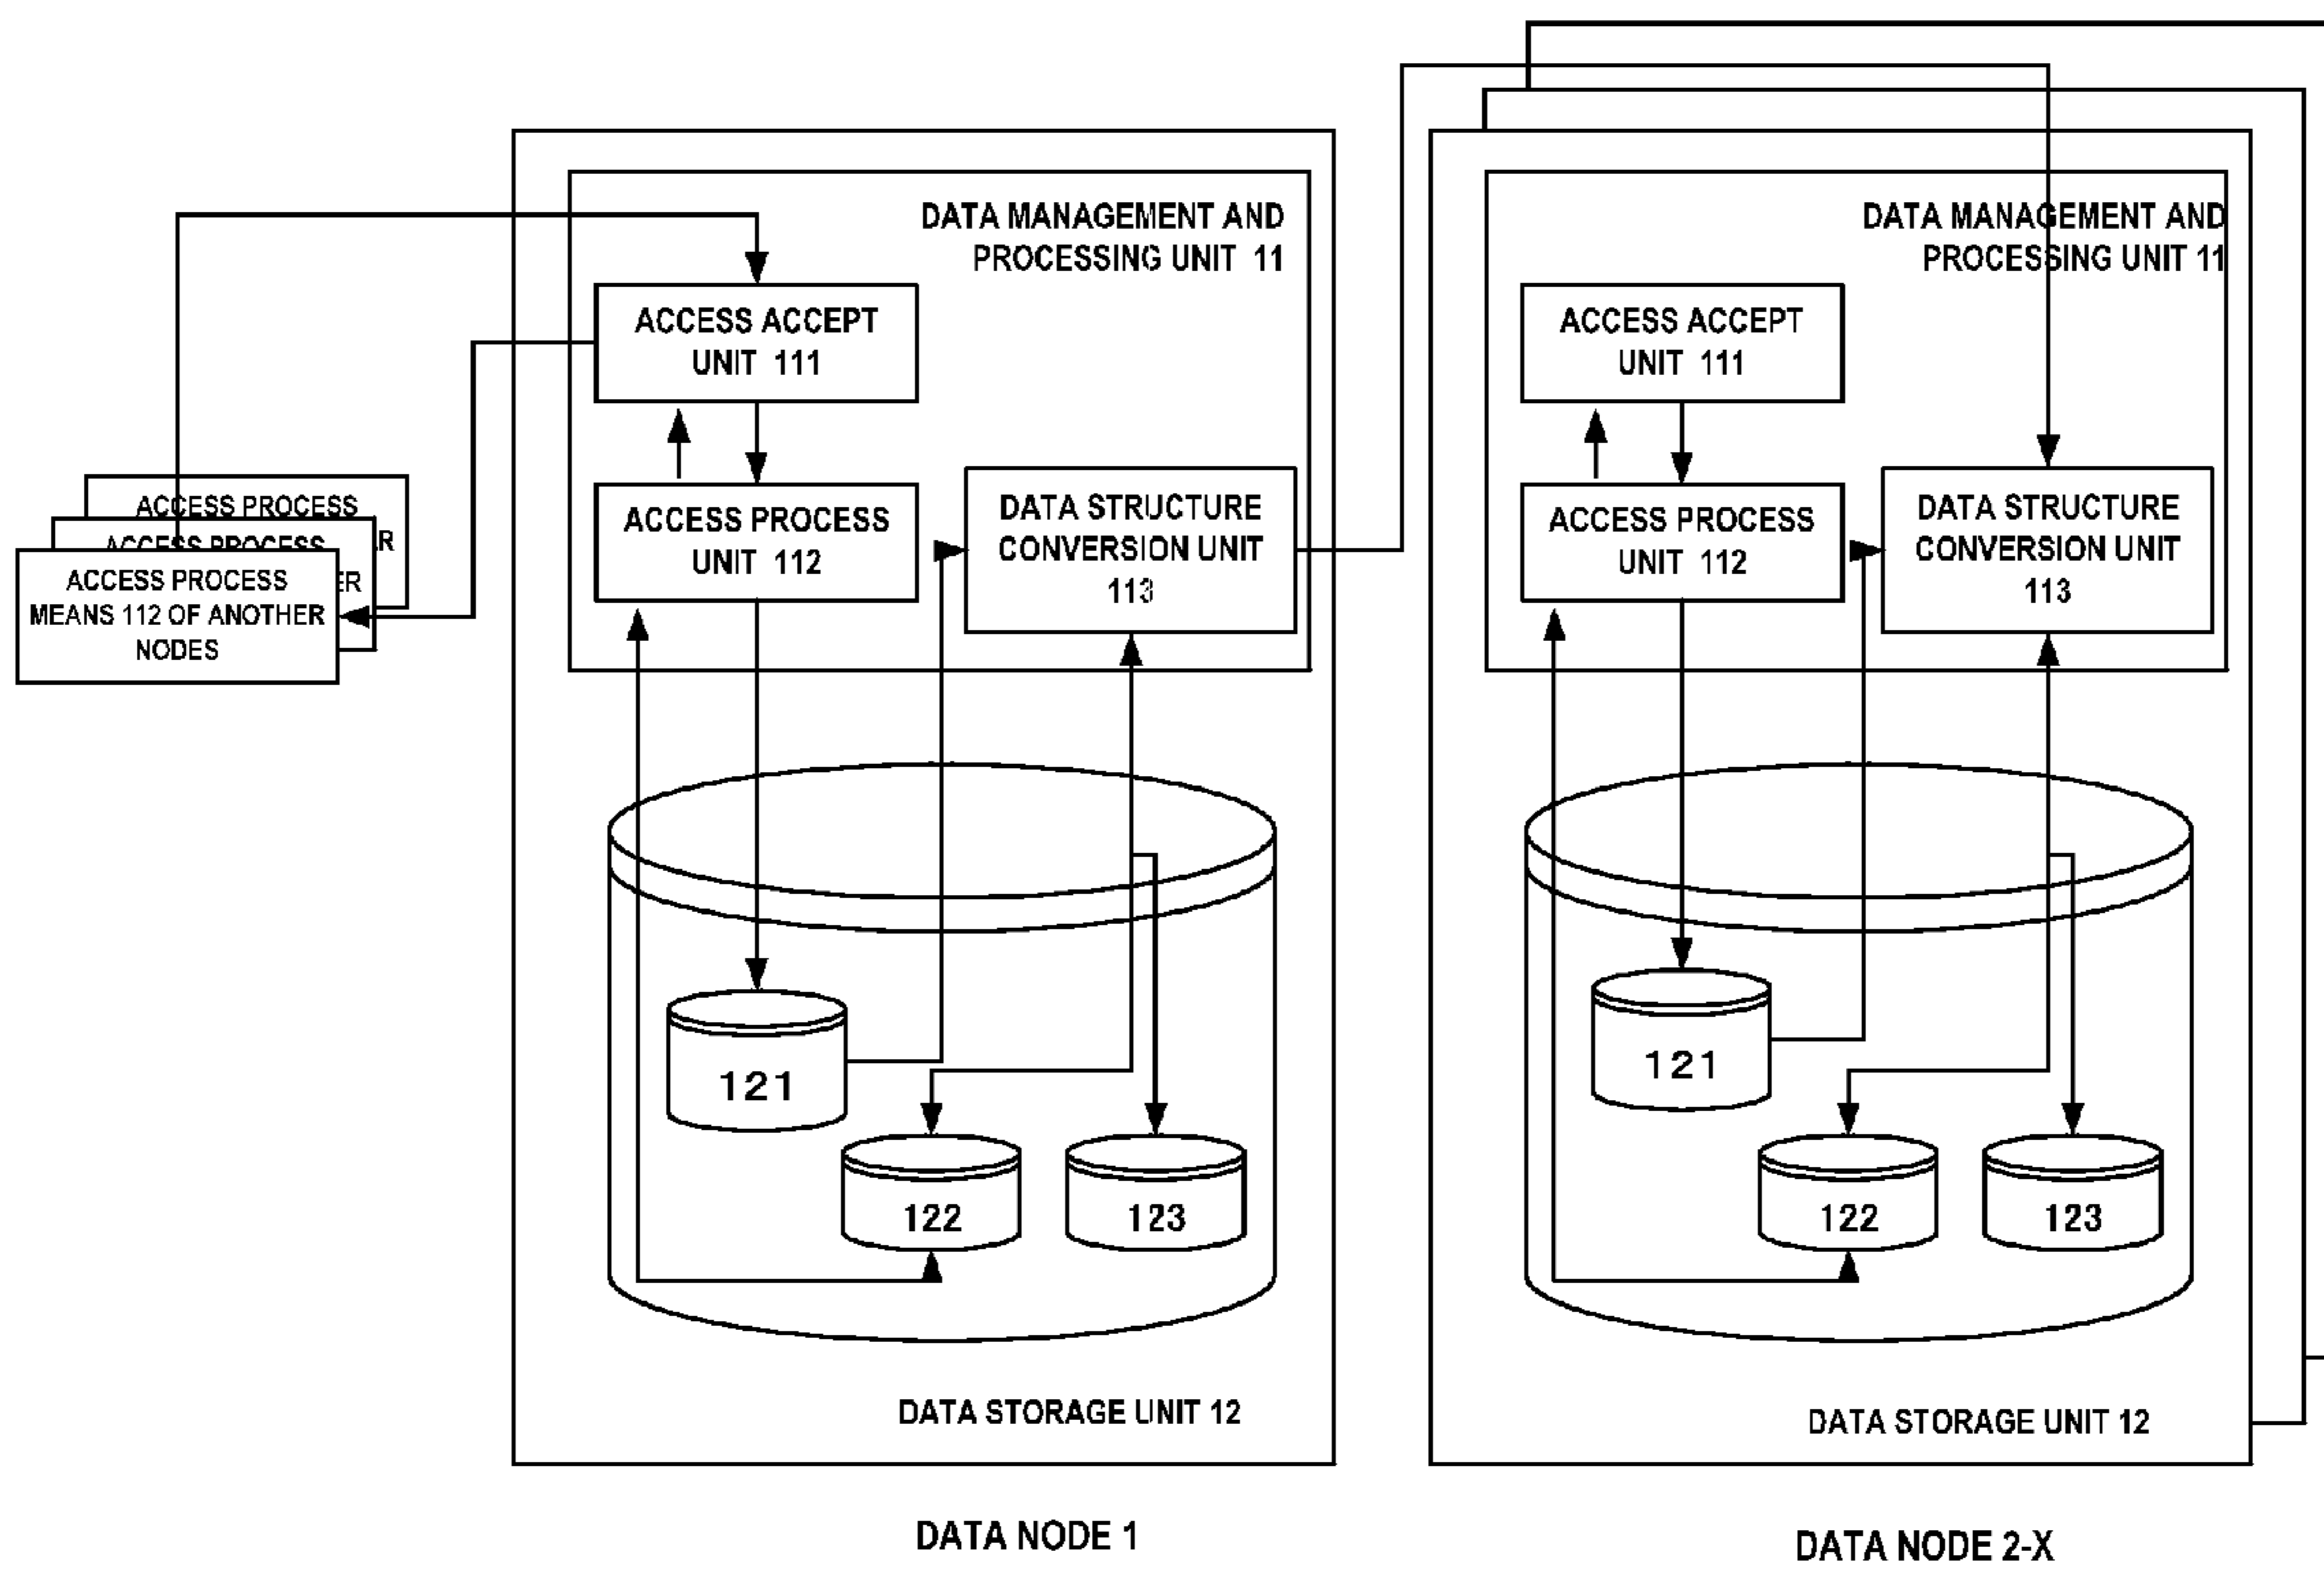 DATA MANAGEMENT AND
PROCESSING UNIT 11
ACCESS ACCEPT
UNIT 111
ACCESS PROCESS
UNIT 112
DATA STRUCTURE
CONVERSION UNIT
113
ACCESS PROCESS
R
ACCESS PROCESS
ER
ACCESS PROCESS
MEANS 112 OF ANOTHER
NODES
121
122
123
DATA STORAGE UNIT 12
DATA NODE 1
DATA MANAGEMENT AND
PROCESSING UNIT 11
ACCESS ACCEPT
UNIT 111
ACCESS PROCESS
UNIT 112
DATA STRUCTURE
CONVERSION UNIT
113
121
122
123
DATA STORAGE UNIT 12
DATA NODE 2-X